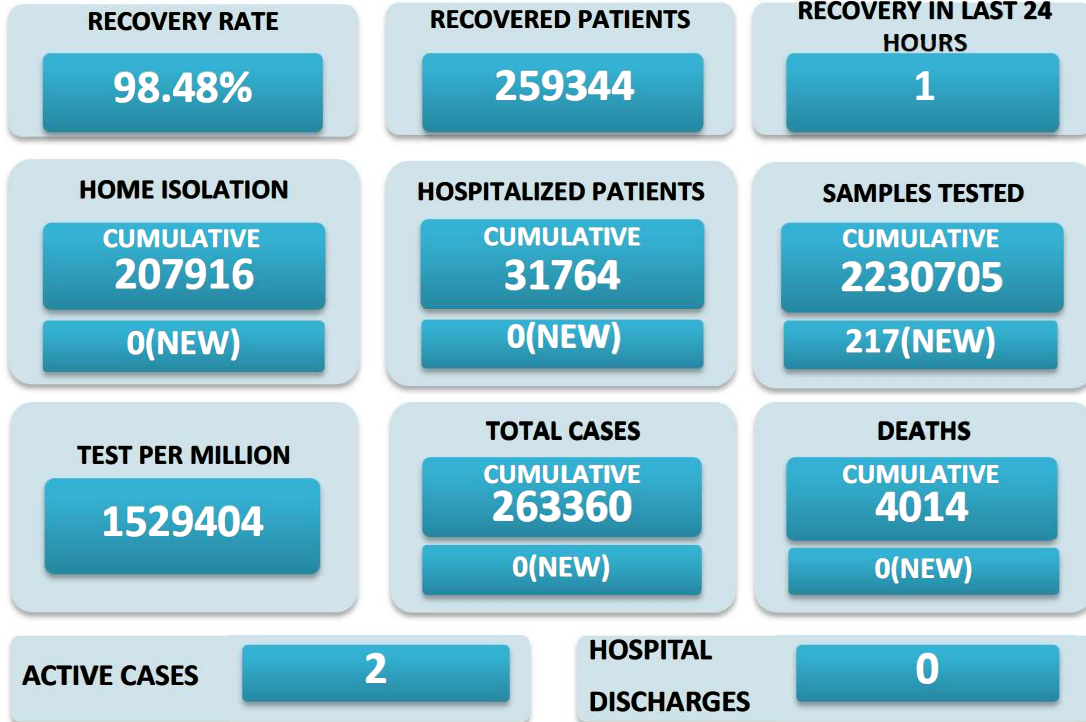 RECOVERY RATE
98.48%
RECOVERED PATIENTS
259344
RECOVERY IN LAST 24
HOURS
1
HOME ISOLATION
CUMULATIVE
207916
0(NEW)
HOSPITALIZED PATIENTS
CUMULATIVE
31764
0(NEW)
SAMPLES TESTED
CUMULATIVE
2230705
217(NEW)
TEST PER MILLION
1529404
TOTAL CASES
CUMULATIVE
263360
0(NEW)
DEATHS
CUMULATIVE
4014
0(NEW)
ACTIVE CASES
2
HOSPITAL
DISCHARGES
0